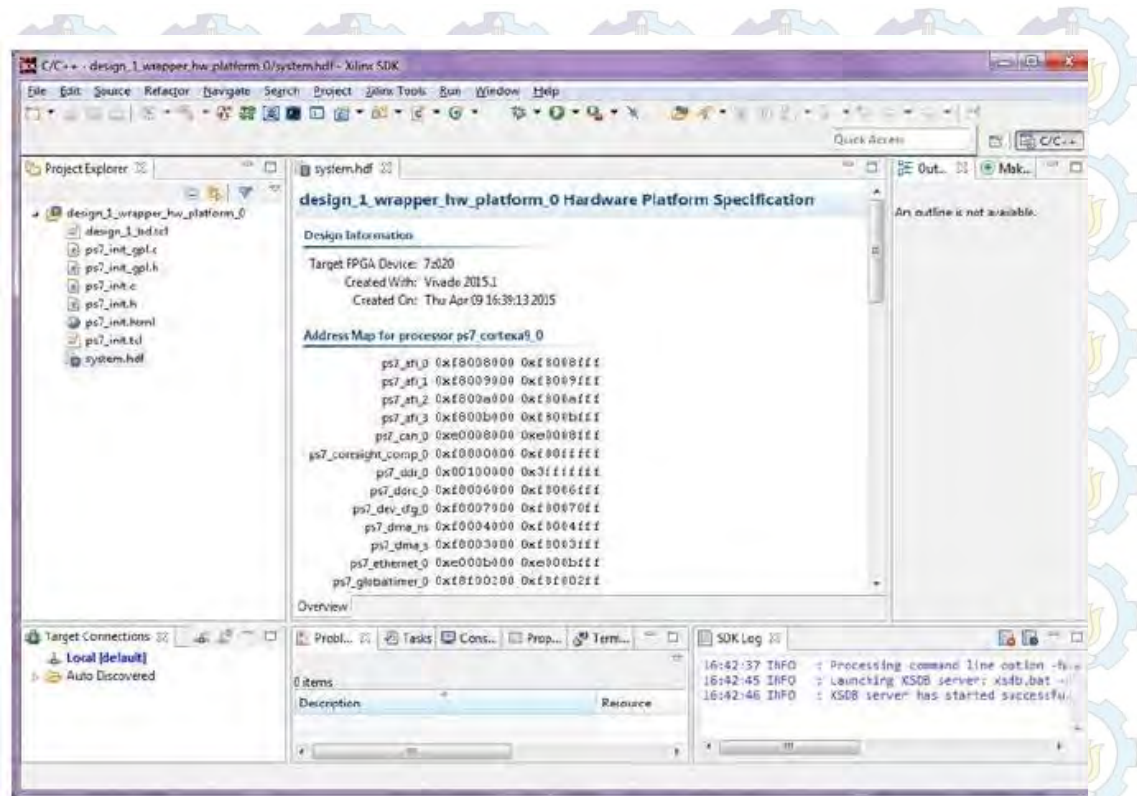 C/C++ - design_1_wrapper_hw_platform_0/system.hdf - Xilinx SDK
File Edit Source Refactor Navigate Search Project Xilinx Tools Run Window Help
Quick Access
C/C++
Project Explorer
design_1_wrapper_hw_platform_0
design_1_bd.tcl
ps7_init_gpl.c
ps7_init_gpl.h
ps7_init.c
ps7_init.h
ps7_init.html
ps7_init.tcl
system.hdf
system.hdf
design_1_wrapper_hw_platform_0 Hardware Platform Specification
Design Information
Target FPGA Device: 7z020
Created With: Vivado 2015.1
Created On: Thu Apr 09 16:39:13 2015
Address Map for processor ps7_cortexa9_0
ps7_afi_0 0xf8008000 0xf8008fff
ps7_afi_1 0xf8009000 0xf8009fff
ps7_afi_2 0xf800a000 0xf800afff
ps7_afi_3 0xf800b000 0xf800bfff
ps7_can_0 0xe0008000 0xe0008fff
ps7_coresight_comp_0 0xf8800000 0xf88fffff
ps7_ddr_0 0x00100000 0x3fffffff
ps7_ddrc_0 0xf8006000 0xf8006fff
ps7_dev_cfg_0 0xf8007000 0xf80070ff
ps7_dma_ns 0xf8004000 0xf8004fff
ps7_dma_s 0xf8003000 0xf8003fff
ps7_ethernet_0 0xe000b000 0xe000bfff
ps7_globaltimer_0 0xf8f00200 0xf8f002ff
Overview
Out... Mak...
An outline is not available.
Target Connections
Local [default]
Auto Discovered
Probl... Tasks Cons... Prop... Term...
0 items
Description Resource
SDK Log
16:42:37 INFO : Processing command line option -h
16:42:45 INFO : Launching XSDB server: xsdb.bat -
16:42:46 INFO : XSDB server has started successfu